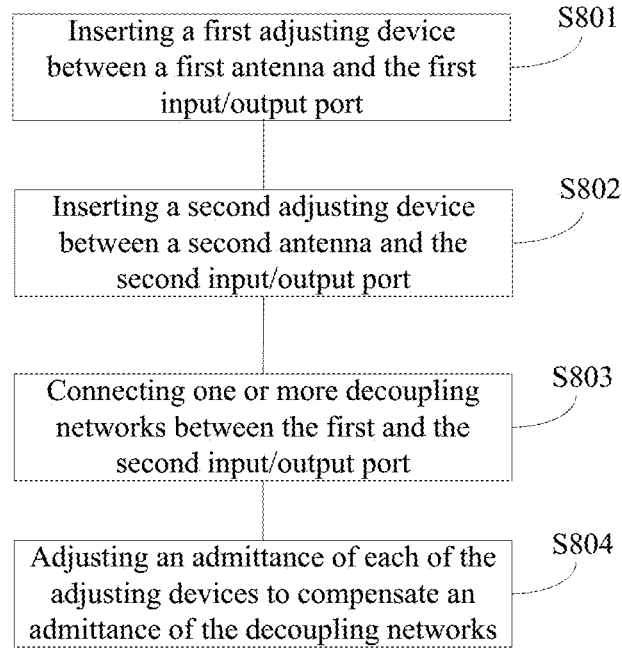 S801
Inserting a first adjusting device
between a first antenna and the first
input/output port
S802
Inserting a second adjusting device
between a second antenna and the
second input/output port
S803
Connecting one or more decoupling
networks between the first and the
second input/output port
S804
Adjusting an admittance of each of the
adjusting devices to compensate an
admittance of the decoupling networks